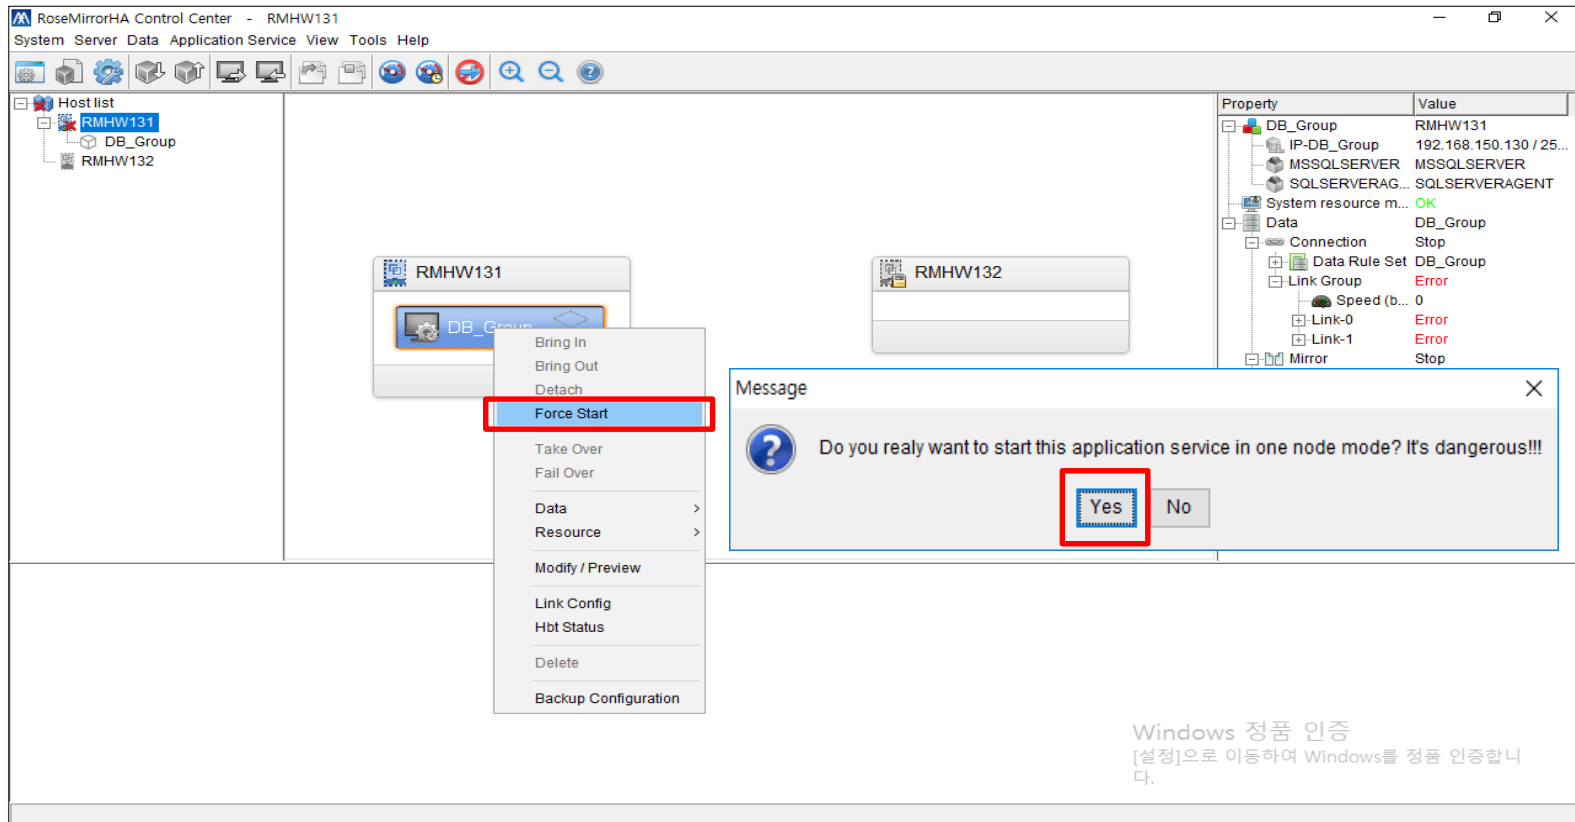 RoseMirrorHA Control Center - RMHW131
System Server Data Application Service View Tools Help
Host list
RMHW131
DB_Group
RMHW132
RMHW131
DB_Group
RMHW132
Bring In
Bring Out
Detach
Force Start
Take Over
Fail Over
Data
Resource
Modify / Preview
Link Config
Hbt Status
Delete
Backup Configuration
Property Value
DB_Group RMHW131
IP-DB_Group 192.168.150.130 / 25...
MSSQLSERVER MSSQLSERVER
SQLSERVERAG... SQLSERVERAGENT
System resource m... OK
Data DB_Group
Connection Stop
Data Rule Set DB_Group
Link Group Error
Speed (b... 0
Link-0 Error
Link-1 Error
Mirror Stop
Message
Do you realy want to start this application service in one node mode? It's dangerous!!!
Yes No
Windows 정품 인증
[설정]으로 이동하여 Windows를 정품 인증합니
다.